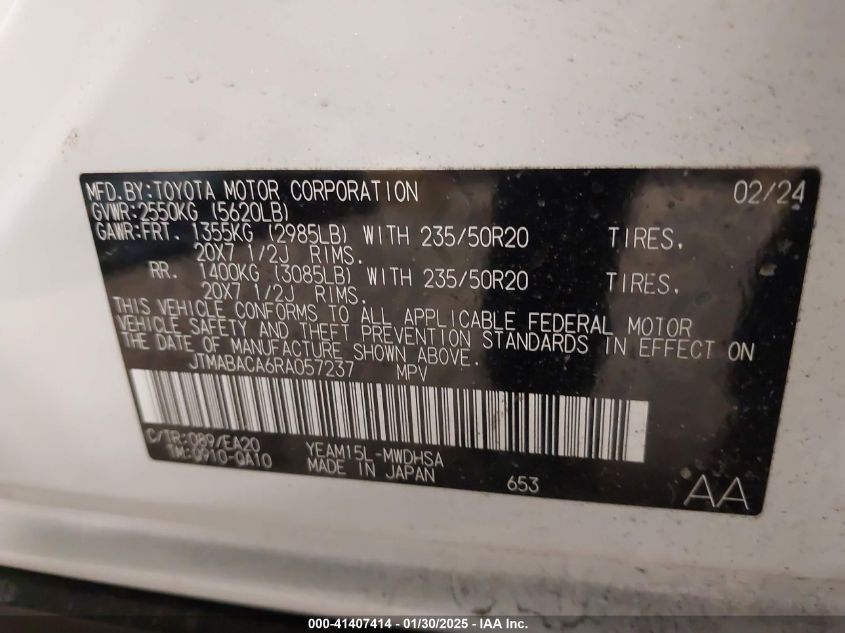 MFD.BY:TOYOTA MOTOR CORPORATION 02/24
GVWR:2550KG (5620LB)
GAWR:FRT. 1355KG (2985LB) WITH 235/50R20 TIRES,
20X7 1/2J RIMS.
RR. 1400KG (3085LB) WITH 235/50R20 TIRES,
20X7 1/2J RIMS.
THIS VEHICLE CONFORMS TO ALL APPLICABLE FEDERAL MOTOR
VEHICLE SAFETY AND THEFT PREVENTION STANDARDS IN EFFECT ON
THE DATE OF MANUFACTURE SHOWN ABOVE.
JTMABACA6RA057237 MPV
C/TR:089/EA20 YEAM15L-MWDHSA
TM:0910-QA10 MADE IN JAPAN 653 AA
000-41407414 - 01/30/2025 - IAA Inc.